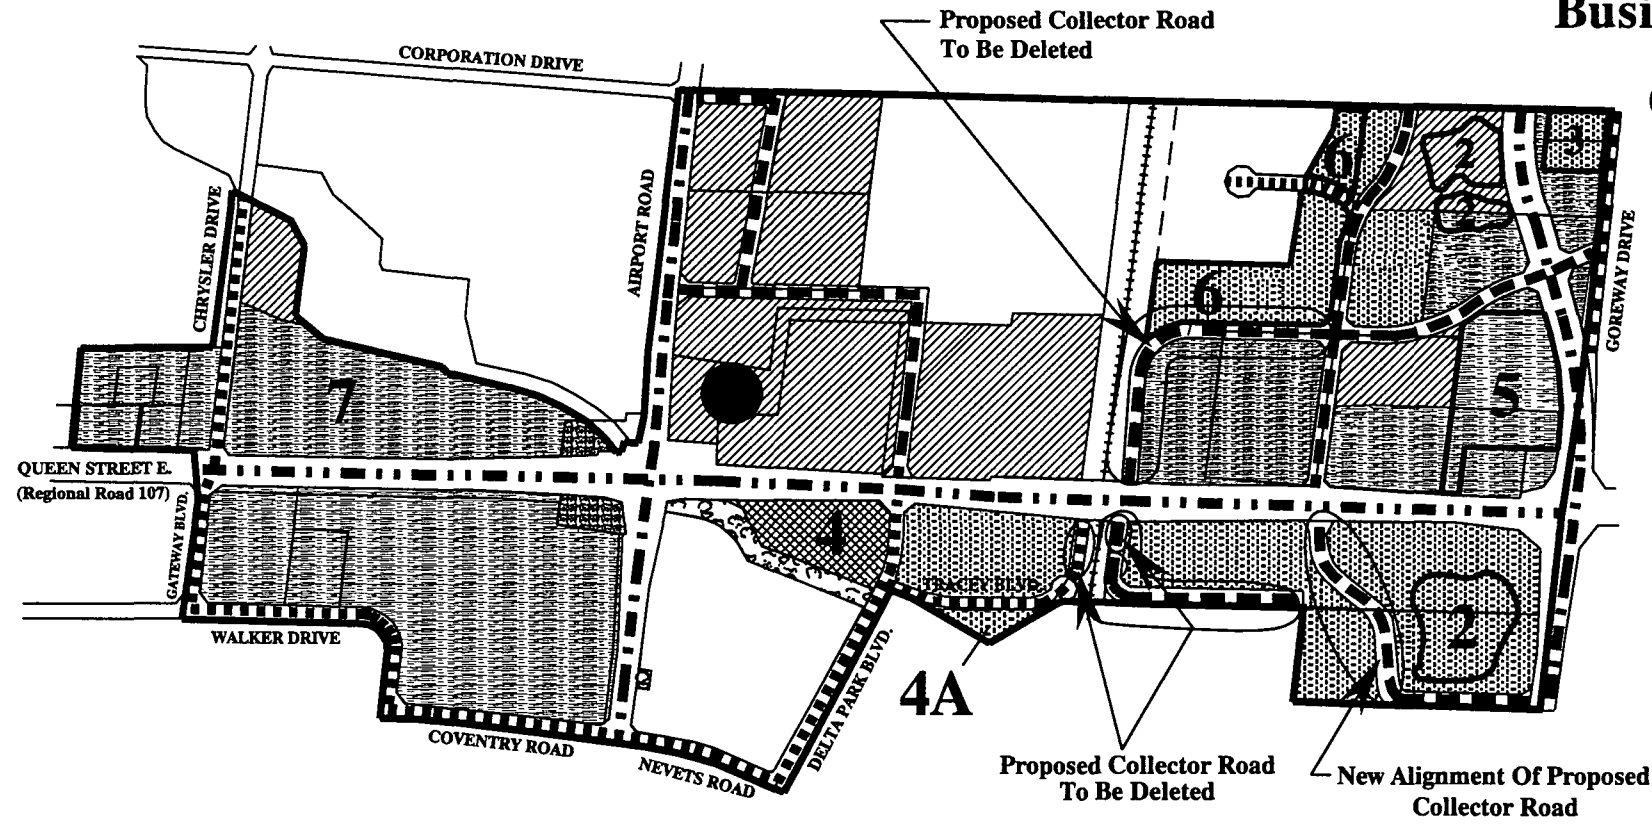 Busi
Proposed Collector Road
To Be Deleted
CORPORATION DRIVE
AIRPORT ROAD
CHRYSLER DRIVE
GOREWAY DRIVE
6
2
3
2
6
7
5
QUEEN STREET E.
(Regional Road 107)
GATEWAY BLVD.
4
TRACEY BLVD.
WALKER DRIVE
2
4A
DELTA PARK BLVD.
COVENTRY ROAD
NEVETS ROAD
Proposed Collector Road
To Be Deleted
New Alignment Of Proposed
Collector Road